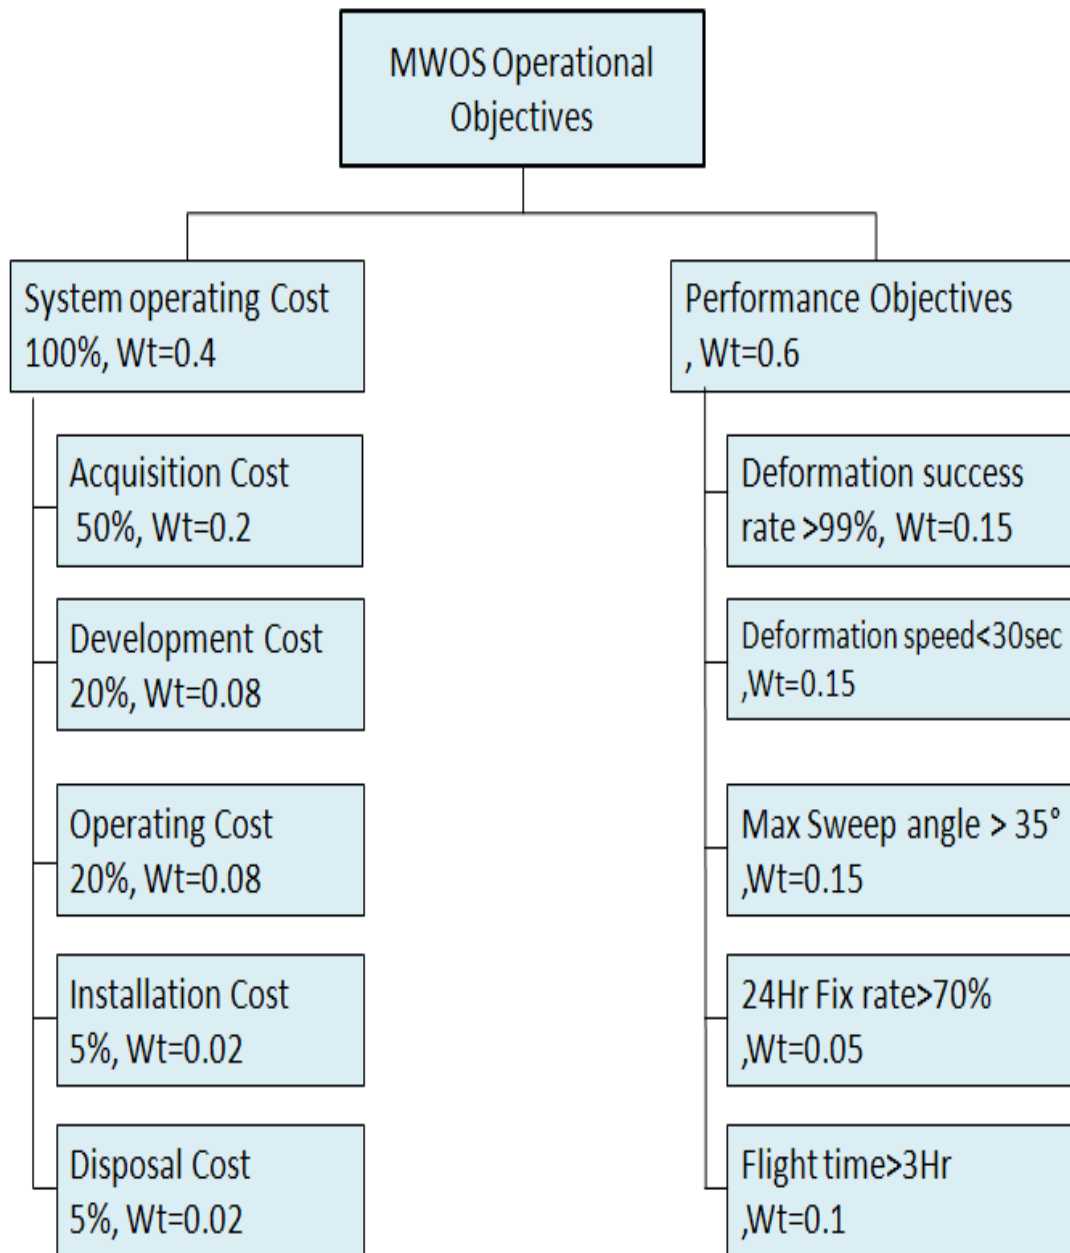 MWOS Operational
Objectives
System operating Cost
100%, Wt=0.4
Acquisition Cost
50%, Wt=0.2
Development Cost
20%, Wt=0.08
Operating Cost
20%, Wt=0.08
Installation Cost
5%, Wt=0.02
Disposal Cost
5%, Wt=0.02
Performance Objectives
, Wt=0.6
Deformation success
rate >99%, Wt=0.15
Deformation speed<30sec
,Wt=0.15
Max Sweep angle > 35°
,Wt=0.15
24Hr Fix rate>70%
,Wt=0.05
Flight time>3Hr
,Wt=0.1